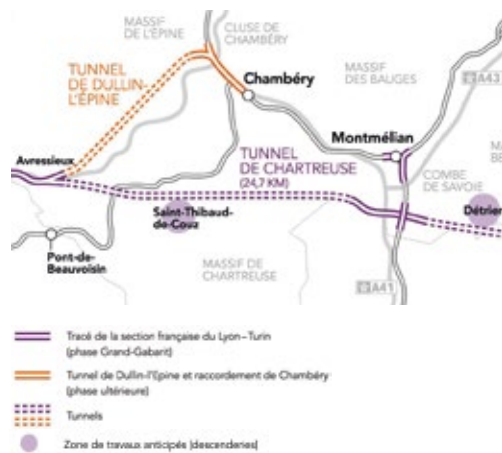 MASSIF
DE L'ÉPINE
CLUSE DE
CHAMBÉRY
TUNNEL
DE DULLIN-
L'ÉPINE
Chambéry
MASSIF
DES BAUGES
A43
Montmélian
Avressieux
TUNNEL
DE CHARTREUSE
(24,7 KM)
COMBE
DE SAVOIE
Saint-Thibaud-
de-Couz
Détrier
Pont-de-
Beauvoisin
MASSIF DE
CHARTREUSE
A41
Tracé de la section française du Lyon–Turin
(phase Grand-Gabarit)
Tunnel de Dullin-l'Epine et raccordement de Chambéry
(phase ultérieure)
Tunnels
Zone de travaux anticipés (descenderies)